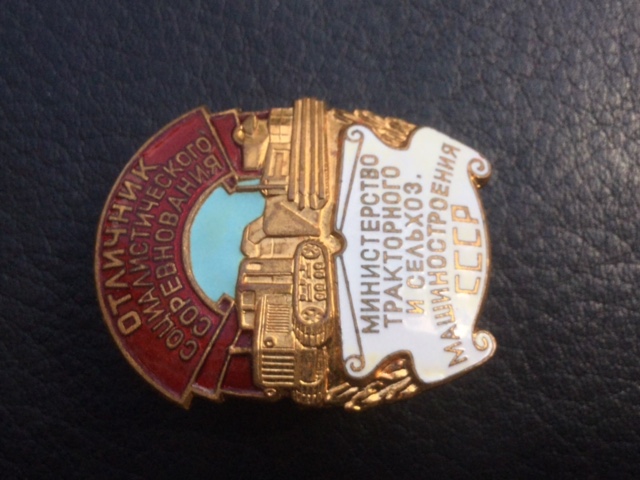 ОТЛИЧНИК
СОЦИАЛИСТИЧЕСКОГО
СОРЕВНОВАНИЯ
МИНИСТЕРСТВО
ТРАКТОРНОГО
И СЕЛЬХОЗ.
МАШИНОСТРОЕНИЯ
СССР